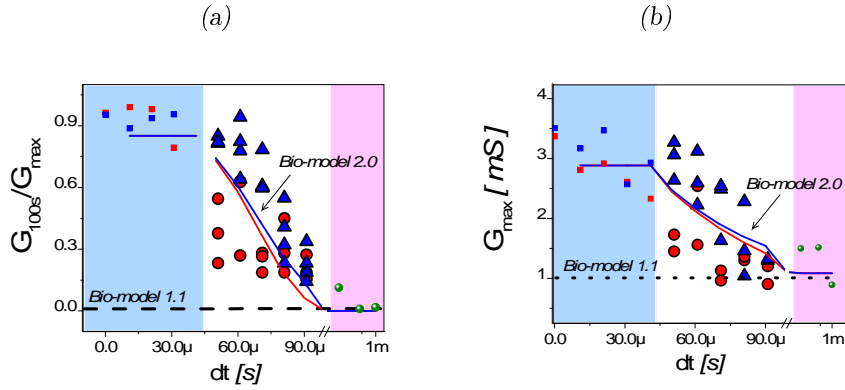 (a)
G100s/Gmax
0.9
0.6
0.3
0.0
Bio-model 2.0
Bio-model 1.1
0.0 30.0μ 60.0μ 90.0μ 1m
dt [s]
(b)
Gmax [ mS ]
4
3
2
1
Bio-model 2.0
Bio-model 1.1
0.0 30.0μ 60.0μ 90.0μ 1m
dt [s]